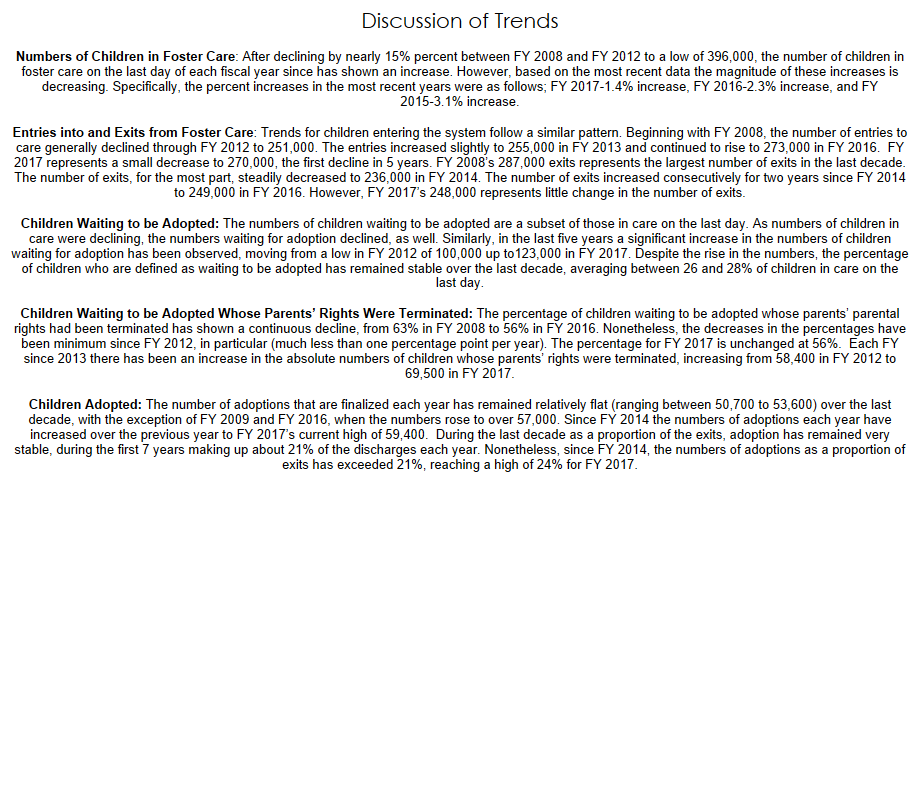 Discussion of Trends
Numbers of Children in Foster Care: After declining by nearly 15% percent between FY 2008 and FY 2012 to a low of 396,000, the number of children in
foster care on the last day of each fiscal year since has shown an increase. However, based on the most recent data the magnitude of these increases is
decreasing. Specifically, the percent increases in the most recent years were as follows; FY 2017-1.4% increase, FY 2016-2.3% increase, and FY
2015-3.1% increase.
Entries into and Exits from Foster Care: Trends for children entering the system follow a similar pattern. Beginning with FY 2008, the number of entries to
care generally declined through FY 2012 to 251,000. The entries increased slightly to 255,000 in FY 2013 and continued to rise to 273,000 in FY 2016.  FY
2017 represents a small decrease to 270,000, the first decline in 5 years. FY 2008's 287,000 exits represents the largest number of exits in the last decade.
The number of exits, for the most part, steadily decreased to 236,000 in FY 2014. The number of exits increased consecutively for two years since FY 2014
to 249,000 in FY 2016. However, FY 2017's 248,000 represents little change in the number of exits.
Children Waiting to be Adopted: The numbers of children waiting to be adopted are a subset of those in care on the last day. As numbers of children in
care were declining, the numbers waiting for adoption declined, as well. Similarly, in the last five years a significant increase in the numbers of children
waiting for adoption has been observed, moving from a low in FY 2012 of 100,000 up to123,000 in FY 2017. Despite the rise in the numbers, the percentage
of children who are defined as waiting to be adopted has remained stable over the last decade, averaging between 26 and 28% of children in care on the
last day.
Children Waiting to be Adopted Whose Parents' Rights Were Terminated: The percentage of children waiting to be adopted whose parents' parental
rights had been terminated has shown a continuous decline, from 63% in FY 2008 to 56% in FY 2016. Nonetheless, the decreases in the percentages have
been minimum since FY 2012, in particular (much less than one percentage point per year). The percentage for FY 2017 is unchanged at 56%.  Each FY
since 2013 there has been an increase in the absolute numbers of children whose parents' rights were terminated, increasing from 58,400 in FY 2012 to
69,500 in FY 2017.
Children Adopted: The number of adoptions that are finalized each year has remained relatively flat (ranging between 50,700 to 53,600) over the last
decade, with the exception of FY 2009 and FY 2016, when the numbers rose to over 57,000. Since FY 2014 the numbers of adoptions each year have
increased over the previous year to FY 2017's current high of 59,400.  During the last decade as a proportion of the exits, adoption has remained very
stable, during the first 7 years making up about 21% of the discharges each year. Nonetheless, since FY 2014, the numbers of adoptions as a proportion of
exits has exceeded 21%, reaching a high of 24% for FY 2017.